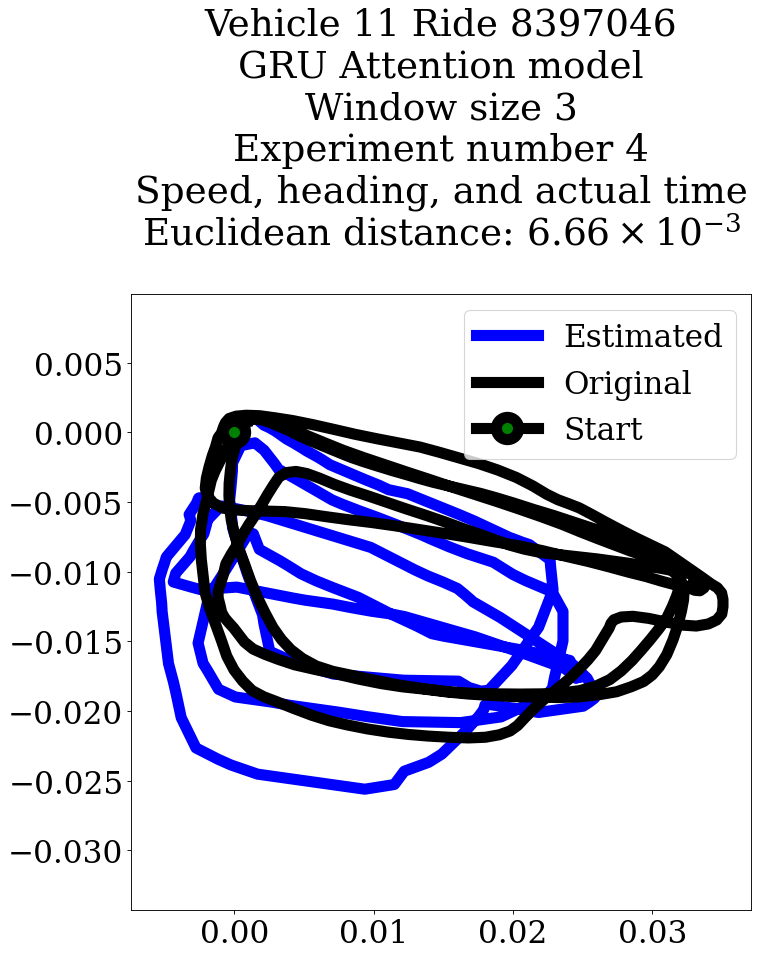 Vehicle 11 Ride 8397046
GRU Attention model
Window size 3
Experiment number 4
Speed, heading, and actual time
Euclidean distance: 6.66 × 10⁻³
Estimated
Original
Start
0.005
0.000
−0.005
−0.010
−0.015
−0.020
−0.025
−0.030
0.00 0.01 0.02 0.03